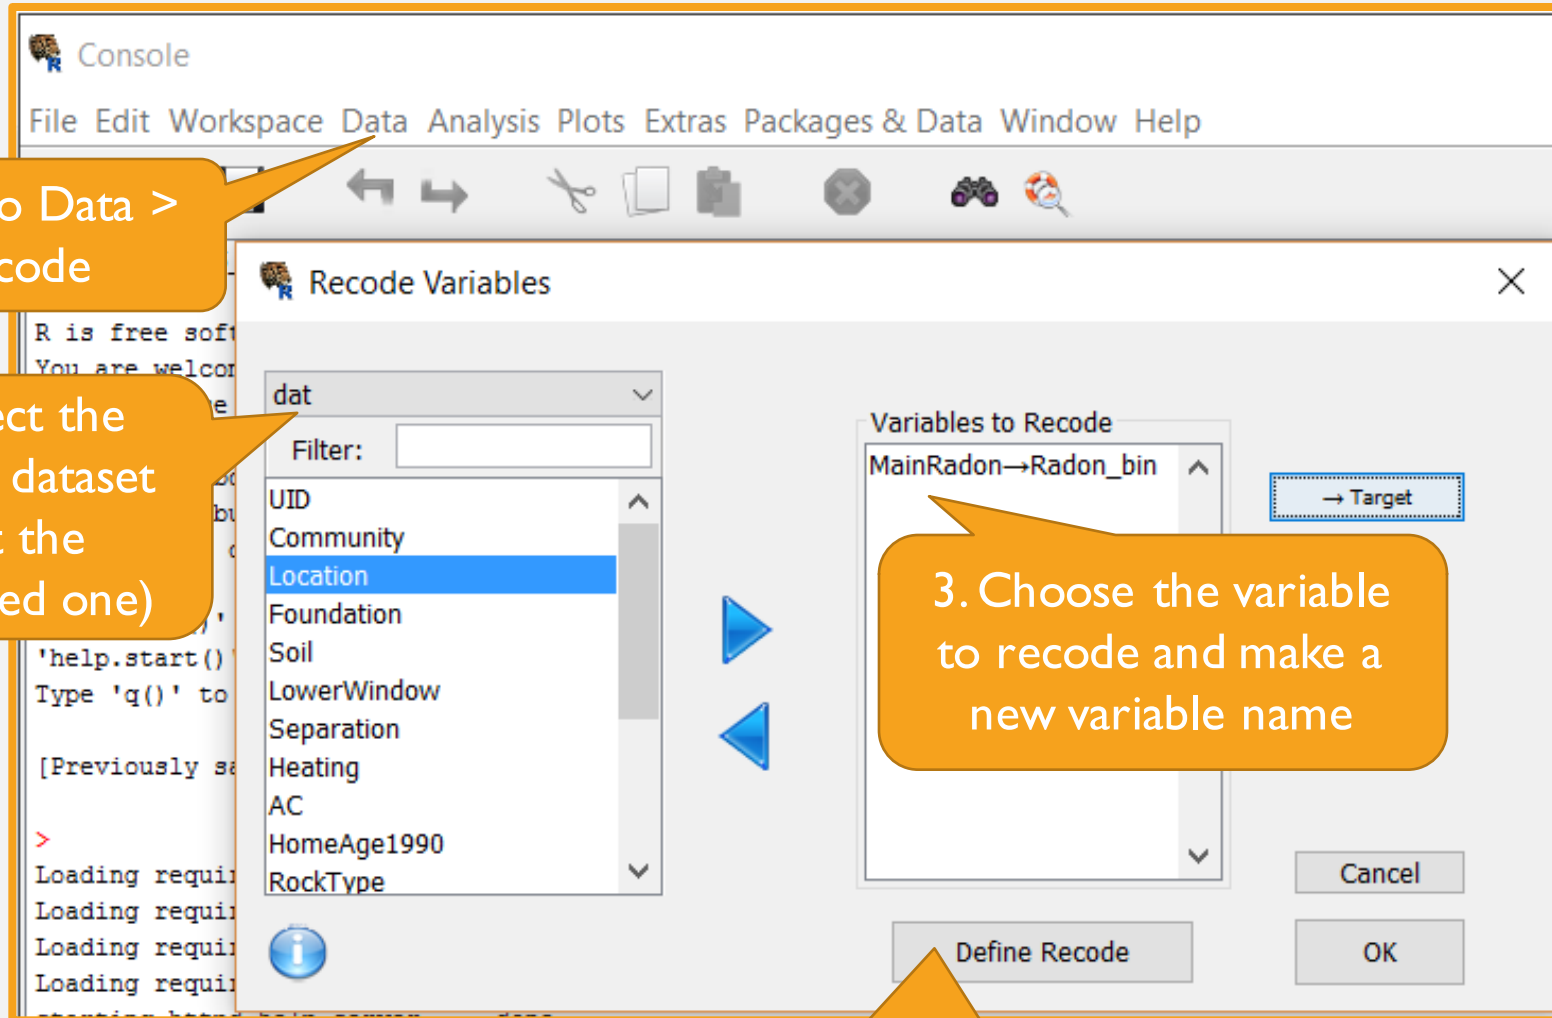 Console
File Edit Workspace Data Analysis Plots Extras Packages & Data Window Help
o Data >
code
Recode Variables
R is free soft
You are welcom
ect the
dataset
t the
ed one)
dat
Filter:
UID
Community
Location
Foundation
Soil
LowerWindow
Separation
Heating
AC
HomeAge1990
RockType
Variables to Recode
MainRadon→Radon_bin
→ Target
3. Choose the variable
to recode and make a
new variable name
'help.start()'
Type 'q()' to
[Previously sa
>
Loading requi
Loading requi
Loading requi
Loading requi
Cancel
Define Recode
OK